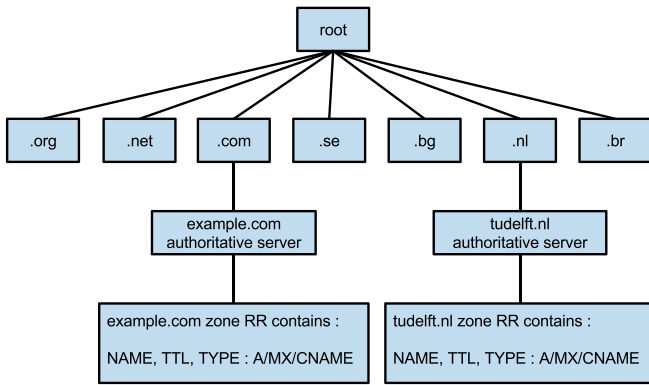 root
.org
.net
.com
.se
.bg
.nl
.br
example.com
authoritative server
tudelft.nl
authoritative server
example.com zone RR contains :
NAME, TTL, TYPE : A/MX/CNAME
tudelft.nl zone RR contains :
NAME, TTL, TYPE : A/MX/CNAME